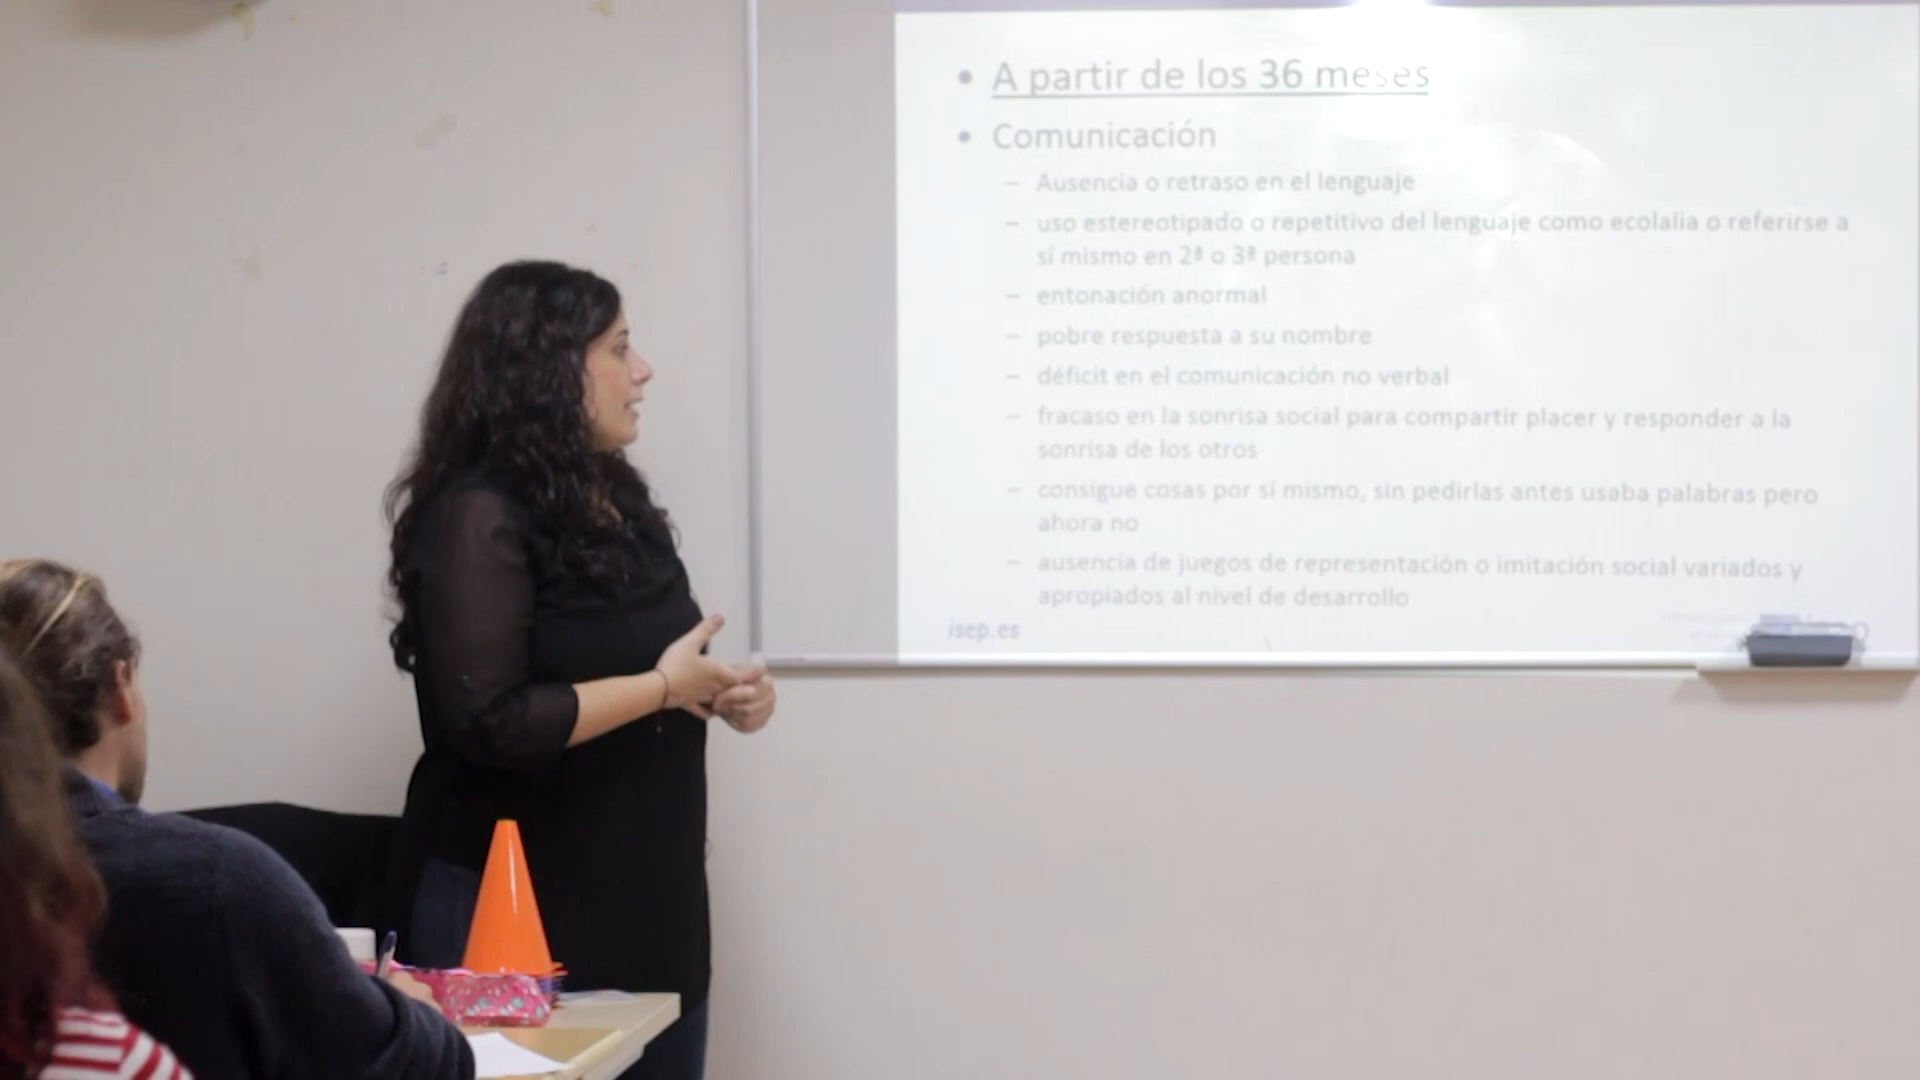 • A partir de los 36 meses
• Comunicación
– Ausencia o retraso en el lenguaje
– uso estereotipado o repetitivo del lenguaje como ecolalia o referirse a
sí mismo en 2ª o 3ª persona
– entonación anormal
– pobre respuesta a su nombre
– déficit en el comunicación no verbal
– fracaso en la sonrisa social para compartir placer y responder a la
sonrisa de los otros
– consigue cosas por sí mismo, sin pedirlas antes usaba palabras pero
ahora no
– ausencia de juegos de representación o imitación social variados y
apropiados al nivel de desarrollo
isep.es